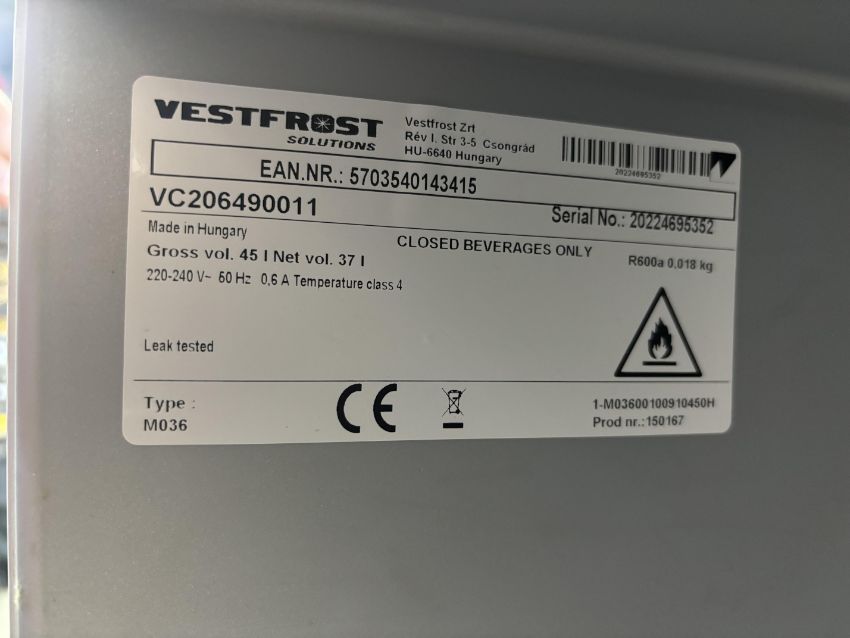 VESTFROST
SOLUTIONS
Vestfrost Zrt
Rév I. Str 3-5 Csongrád
HU-6640 Hungary
20224695352
EAN.NR.: 5703540143415
VC206490011
Serial No.: 20224695352
Made in Hungary
CLOSED BEVERAGES ONLY
Gross vol. 45 l Net vol. 37 l
R600a 0,018 kg
220-240 V~ 50 Hz 0,6 A Temperature class 4
Leak tested
Type :
M036
CE
1-M03600100910450H
Prod nr.:150167